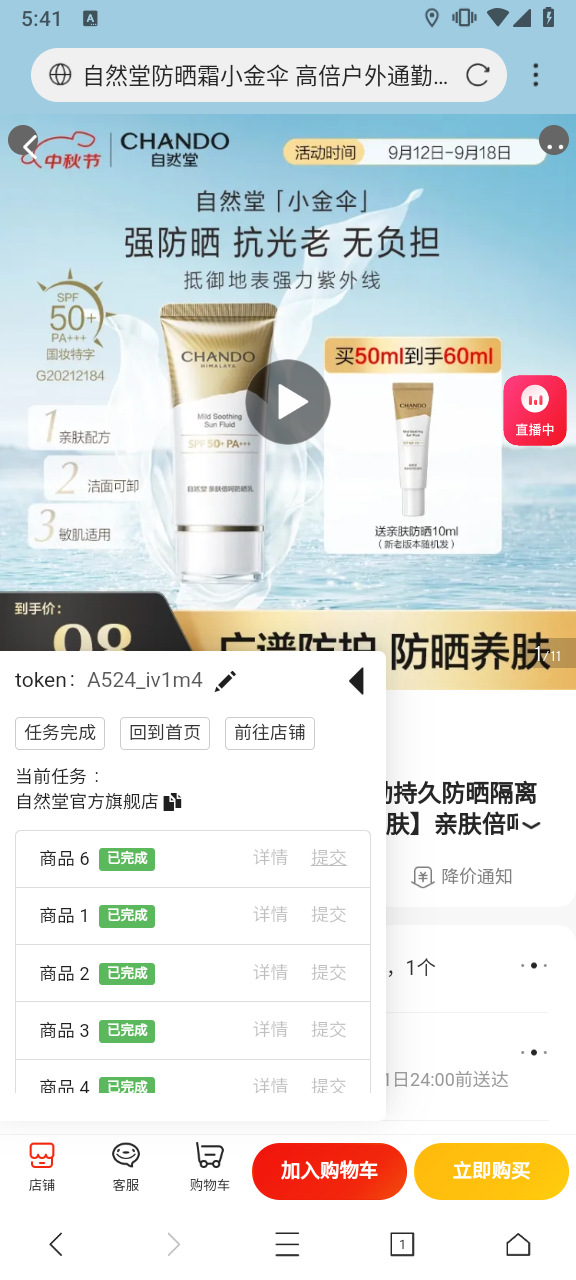 5:41
A
自然堂防晒霜小金伞 高倍户外通勤...
中秋节
CHANDO
自然堂
活动时间 9月12日-9月18日
自然堂「小金伞」
强防晒 抗光老 无负担
抵御地表强力紫外线
SPF
50+
PA+++
国妆特字
G20212184
1 亲肤配方
2 洁面可卸
3 敏肌适用
CHANDO
HIMALAYA
Mild Soothing
Sun Fluid
SPF 50+ PA+++
买50ml到手60ml
CHANDO
送亲肤防晒10ml
（新老版本随机发）
直播中
到手价：
98
广谱防护 防晒养肤
1/11
token： A524_iv1m4
任务完成 回到首页 前往店铺
当前任务：
自然堂官方旗舰店
商品 6 已完成 详情 提交
商品 1 已完成 详情 提交
商品 2 已完成 详情 提交
商品 3 已完成 详情 提交
商品 4 已完成 详情 提交
持久防晒隔离
肤】亲肤倍
降价通知
，1个
1日24:00前送达
店铺 客服 购物车 加入购物车 立即购买
1